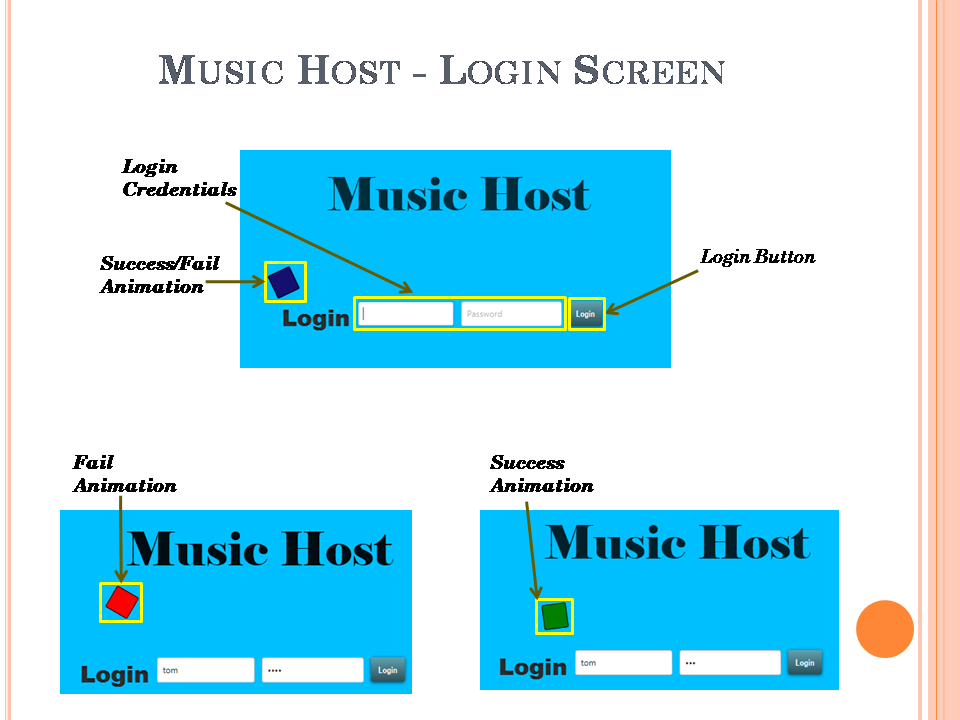 MUSIC HOST - LOGIN SCREEN
Login
Credentials
Music Host
Success/Fail
Animation
Login Button
Login
Password
Login
Fail
Animation
Music Host
Login
tom
••••
Login
Success
Animation
Music Host
Login
tom
•••
Login